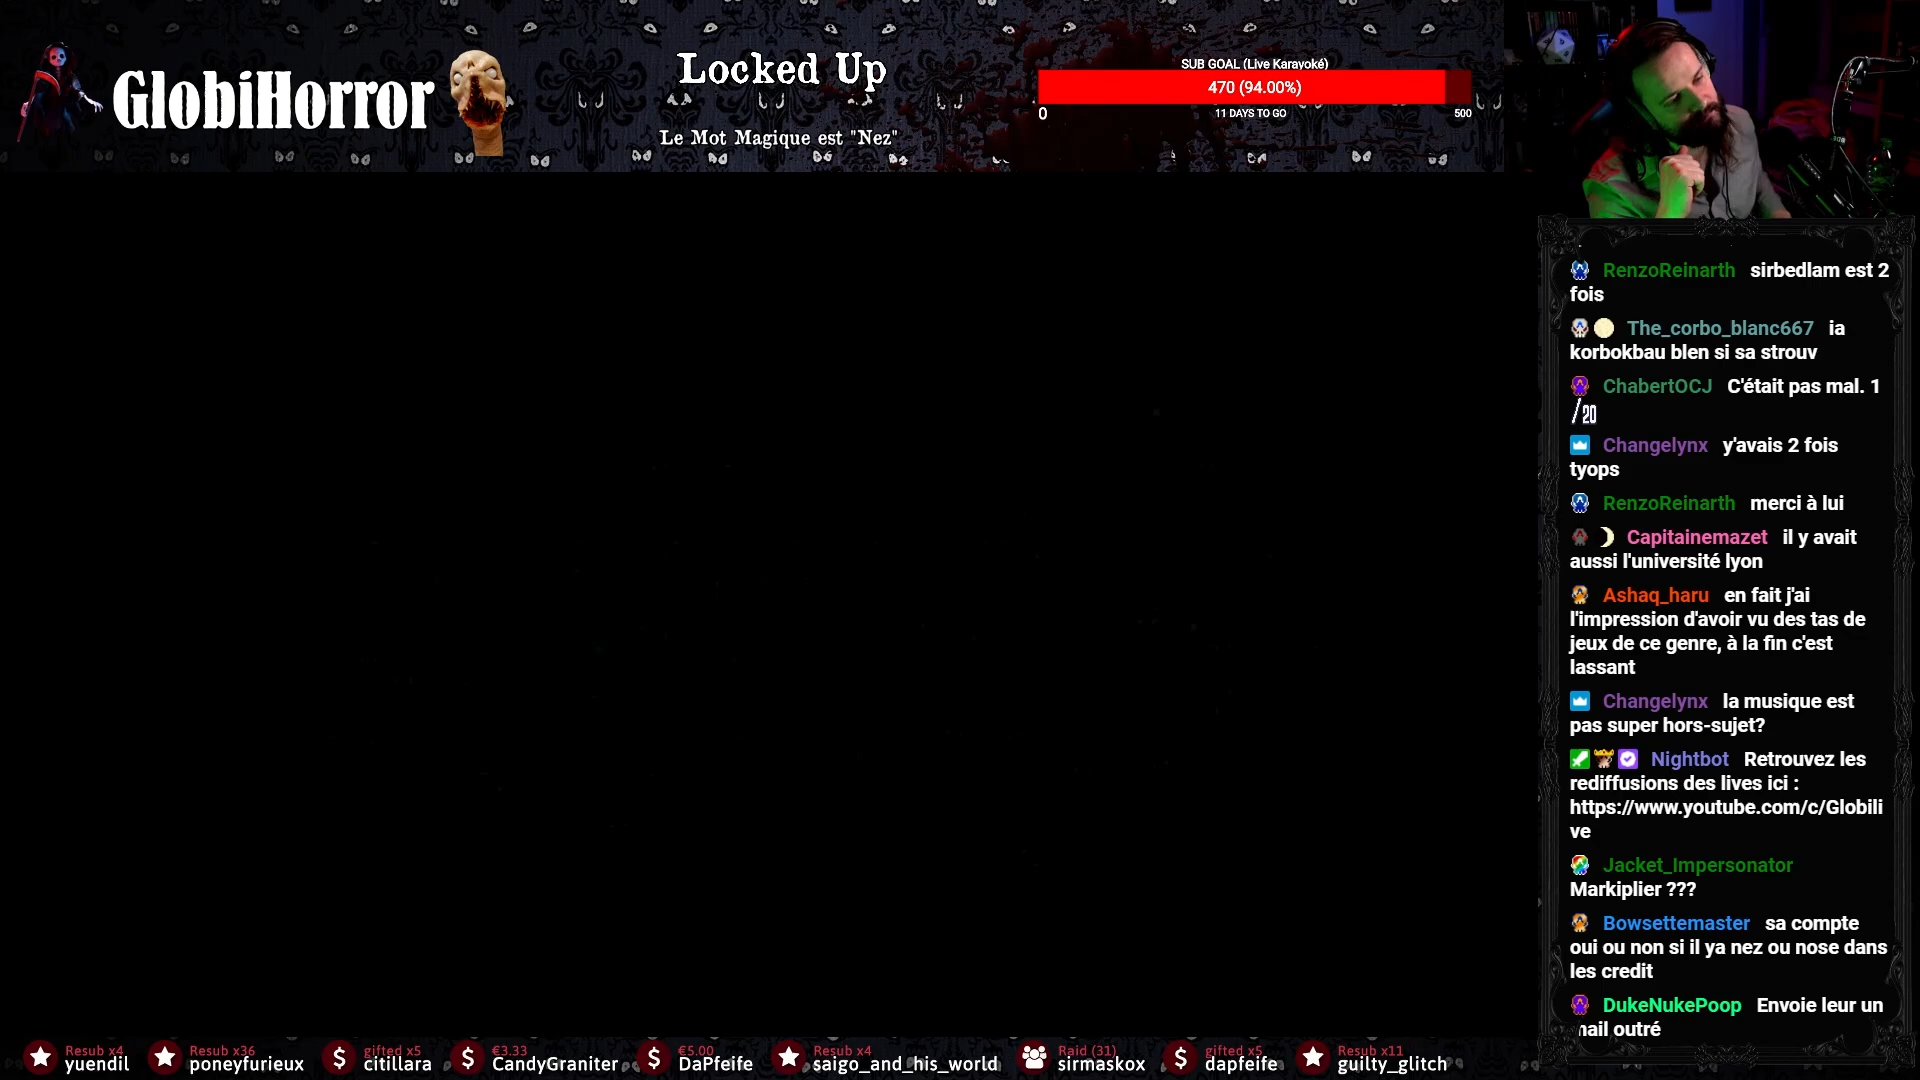 GlobiHorror
Locked Up
Le Mot Magique est "Nez"
SUB GOAL (Live Karayoké)
470 (94.00%)
0
11 DAYS TO GO
500
RenzoReinarth sirbedlam est 2
fois
The_corbo_blanc667 ia
korbokbau blen si sa strouv
ChabertOCJ C'était pas mal. 1
/20
Changelynx y'avais 2 fois
tyops
RenzoReinarth merci à lui
Capitainemazet il y avait
aussi l'université lyon
Ashaq_haru en fait j'ai
l'impression d'avoir vu des tas de
jeux de ce genre, à la fin c'est
lassant
Changelynx la musique est
pas super hors-sujet?
Nightbot Retrouvez les
rediffusions des lives ici :
https://www.youtube.com/c/Globili
ve
Jacket_Impersonator
Markiplier ???
Bowsettemaster sa compte
oui ou non si il ya nez ou nose dans
les credit
DukeNukePoop Envoie leur un
mail outré
Resub x4
yuendil
Resub x36
poneyfurieux
gifted x5
citillara
€3.33
CandyGraniter
€5.00
DaPfeife
Resub x4
saigo_and_his_world
Raid (31)
sirmaskox
gifted x5
dapfeife
Resub x11
guilty_glitch